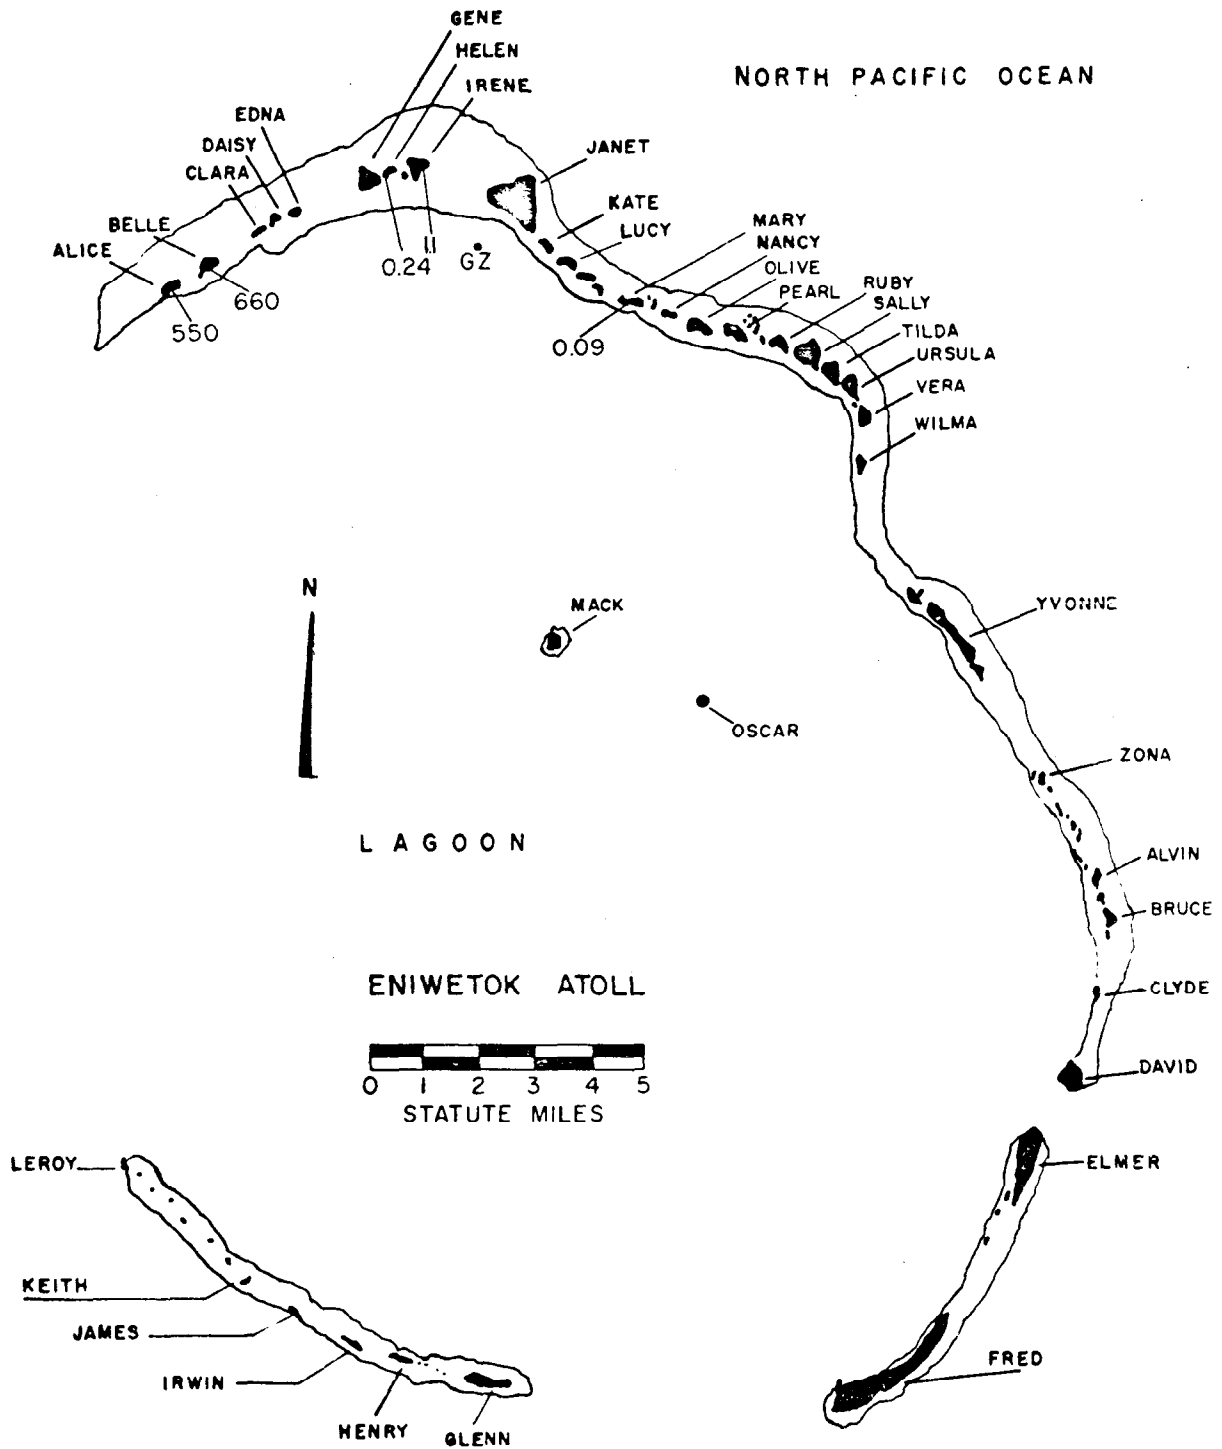 GENE
HELEN
NORTH PACIFIC OCEAN
IRENE
EDNA
DAISY
JANET
CLARA
KATE
MARY
BELLE
LUCY
NANCY
ALICE
1.1
0.24
GZ
OLIVE
PEARL
RUBY
660
SALLY
550
TILDA
0.09
URSULA
VERA
WILMA
N
MACK
YVONNE
OSCAR
ZONA
LAGOON
ALVIN
BRUCE
ENIWETOK ATOLL
CLYDE
DAVID
0 1 2 3 4 5
STATUTE MILES
LEROY
ELMER
KEITH
JAMES
FRED
IRWIN
HENRY
GLENN